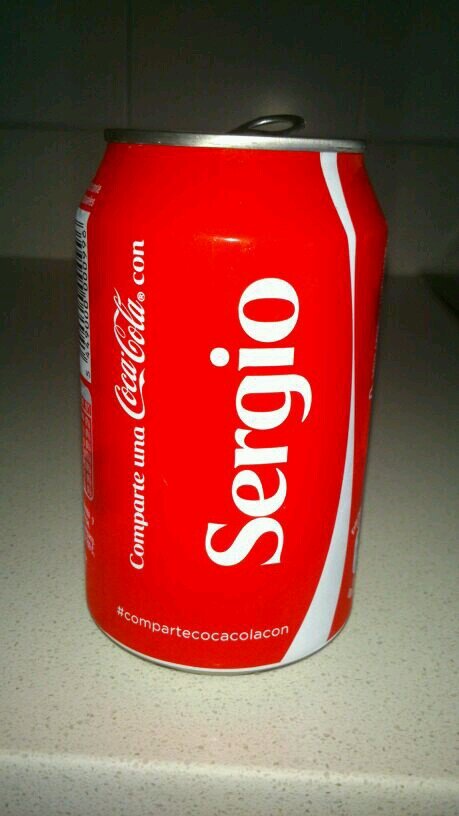 Comparte una Coca-Cola® con
Sergio
#compartecocacolacon